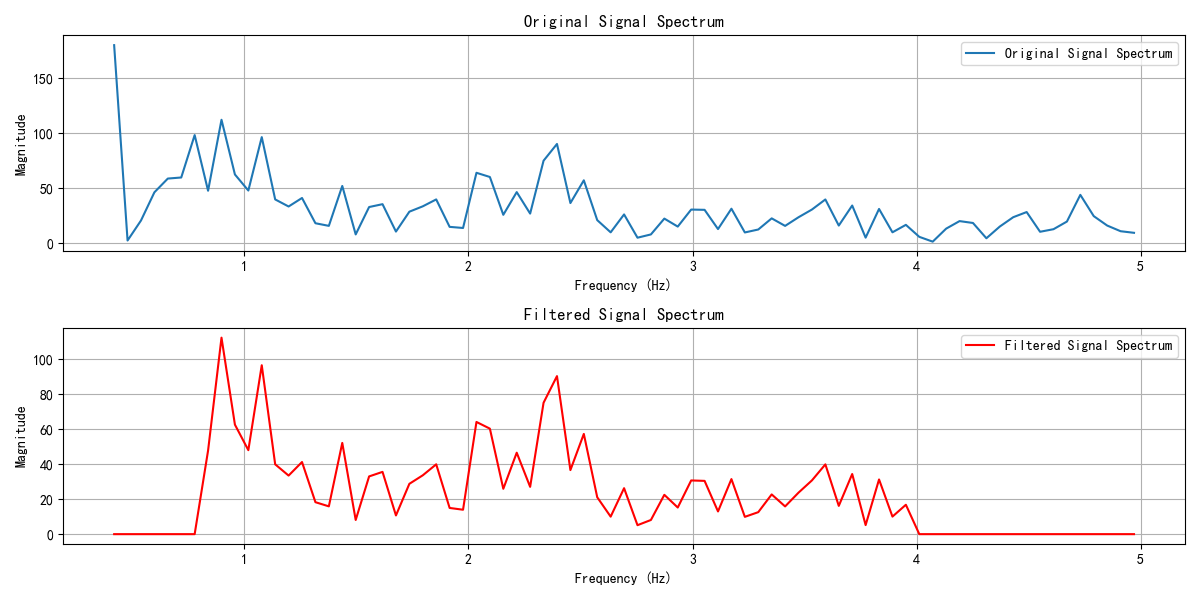 Original Signal Spectrum
Original Signal Spectrum
150
100
50
0
Magnitude
1 2 3 4 5
Frequency (Hz)
Filtered Signal Spectrum
Filtered Signal Spectrum
100
80
60
40
20
0
Magnitude
1 2 3 4 5
Frequency (Hz)